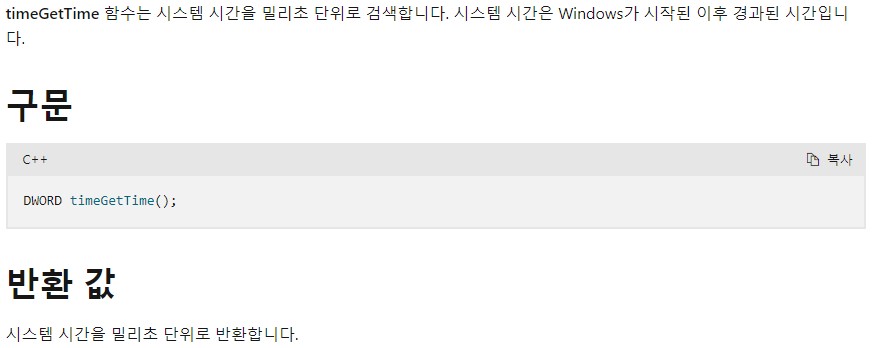 timeGetTime 함수는 시스템 시간을 밀리초 단위로 검색합니다. 시스템 시간은 Windows가 시작된 이후 경과된 시간입니
다.
구문
C++
복사
DWORD timeGetTime();
반환 값
시스템 시간을 밀리초 단위로 반환합니다.